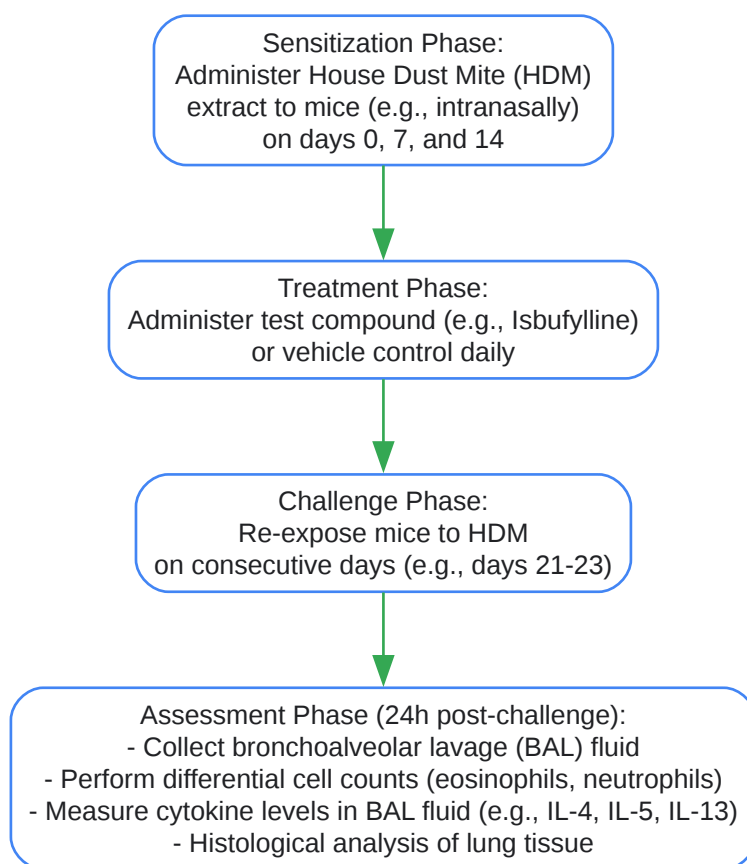 Sensitization Phase:
Administer House Dust Mite (HDM)
extract to mice (e.g., intranasally)
on days 0, 7, and 14
Treatment Phase:
Administer test compound (e.g., Isbufylline)
or vehicle control daily
Challenge Phase:
Re-expose mice to HDM
on consecutive days (e.g., days 21-23)
Assessment Phase (24h post-challenge):
- Collect bronchoalveolar lavage (BAL) fluid
- Perform differential cell counts (eosinophils, neutrophils)
- Measure cytokine levels in BAL fluid (e.g., IL-4, IL-5, IL-13)
- Histological analysis of lung tissue